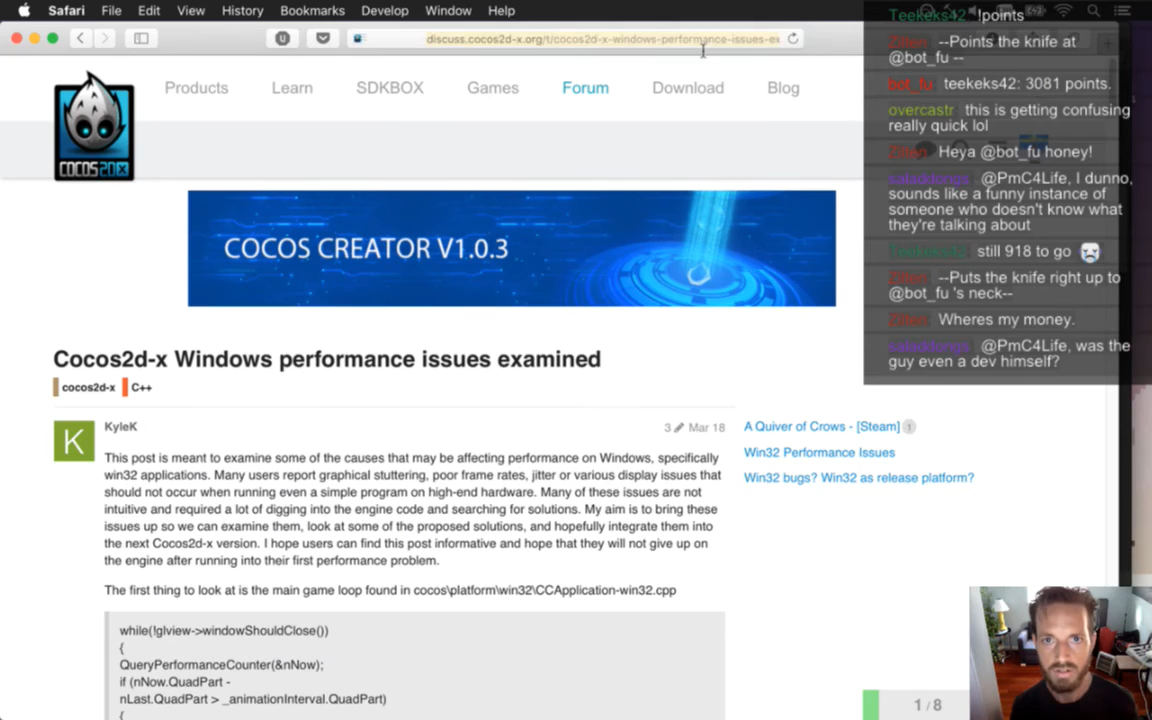 Safari File Edit View History Bookmarks Develop Window Help
discuss.cocos2d-x.org/t/cocos2d-x-windows-performance-issues-ex
Products Learn SDKBOX Games Forum Download Blog
COCOS2DX
COCOS CREATOR V1.0.3
Cocos2d-x Windows performance issues examined
cocos2d-x C++
K
KyleK
3 Mar 18
This post is meant to examine some of the causes that may be affecting performance on Windows, specifically
win32 applications. Many users report graphical stuttering, poor frame rates, jitter or various display issues that
should not occur when running even a simple program on high-end hardware. Many of these issues are not
intuitive and required a lot of digging into the engine code and searching for solutions. My aim is to bring these
issues up so we can examine them, look at some of the proposed solutions, and hopefully integrate them into
the next Cocos2d-x version. I hope users can find this post informative and hope that they will not give up on
the engine after running into their first performance problem.
The first thing to look at is the main game loop found in cocos\platform\win32\CCApplication-win32.cpp
while(!glview->windowShouldClose())
{
QueryPerformanceCounter(&nNow);
if (nNow.QuadPart -
nLast.QuadPart > _animationInterval.QuadPart)
{
A Quiver of Crows - [Steam] 1
Win32 Performance Issues
Win32 bugs? Win32 as release platform?
1 / 8
Teekeks42 !points
--Points the knife at
@bot_fu --
bot_fu teekeks42: 3081 points.
overcastr this is getting confusing
really quick lol
Heya @bot_fu honey!
saladdongs @PmC4Life, I dunno,
sounds like a funny instance of
someone who doesn't know what
they're talking about
Teekeks42 still 918 to go
--Puts the knife right up to
@bot_fu 's neck--
Wheres my money.
saladdongs @PmC4Life, was the
guy even a dev himself?